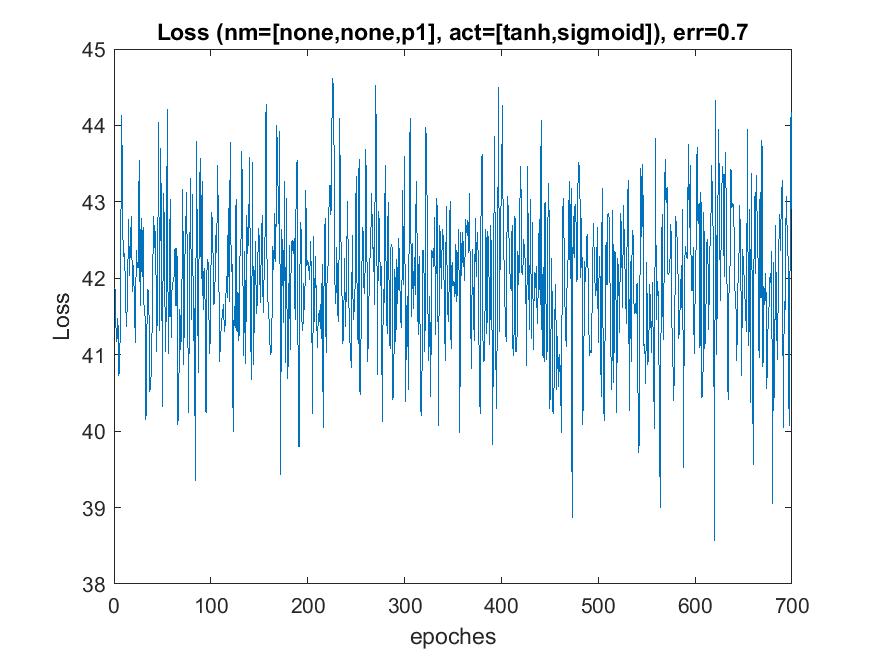 Loss (nm=[none,none,p1], act=[tanh,sigmoid]), err=0.7
45
44
43
42
41
40
39
38
Loss
0 100 200 300 400 500 600 700
epoches